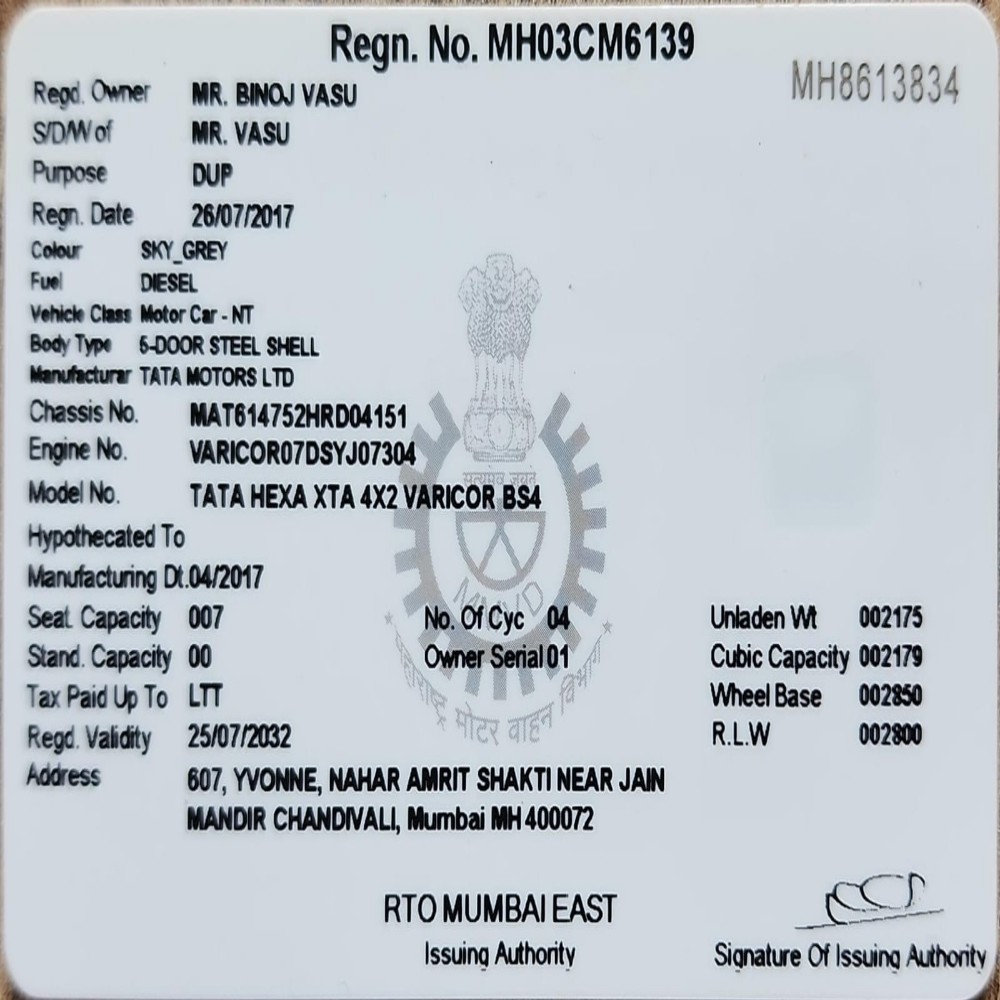 Regn. No. MH03CM6139
MH8613834
Regd. Owner MR. BINOJ VASU
S/D/W of MR. VASU
Purpose DUP
Regn. Date 26/07/2017
Colour SKY_GREY
Fuel DIESEL
Vehicle Class Motor Car - NT
Body Type 5-DOOR STEEL SHELL
Manufacturar TATA MOTORS LTD
Chassis No. MAT614752HRD04151
Engine No. VARICOR07DSYJ07304
सत्यमेव जयते
Model No. TATA HEXA XTA 4X2 VARICOR BS4
Hypothecated To
Manufacturing Dt.04/2017
MMVD
Seat Capacity 007 No. Of Cyc 04 Unladen Wt 002175
Stand. Capacity 00 Owner Serial 01 Cubic Capacity 002179
Tax Paid Up To LTT Wheel Base 002850
महाराष्ट्र मोटर वाहन विभाग
Regd. Validity 25/07/2032 R.L.W 002800
Address 607, YVONNE, NAHAR AMRIT SHAKTI NEAR JAIN
MANDIR CHANDIVALI, Mumbai MH 400072
RTO MUMBAI EAST
Issuing Authority
Signature Of Issuing Authority